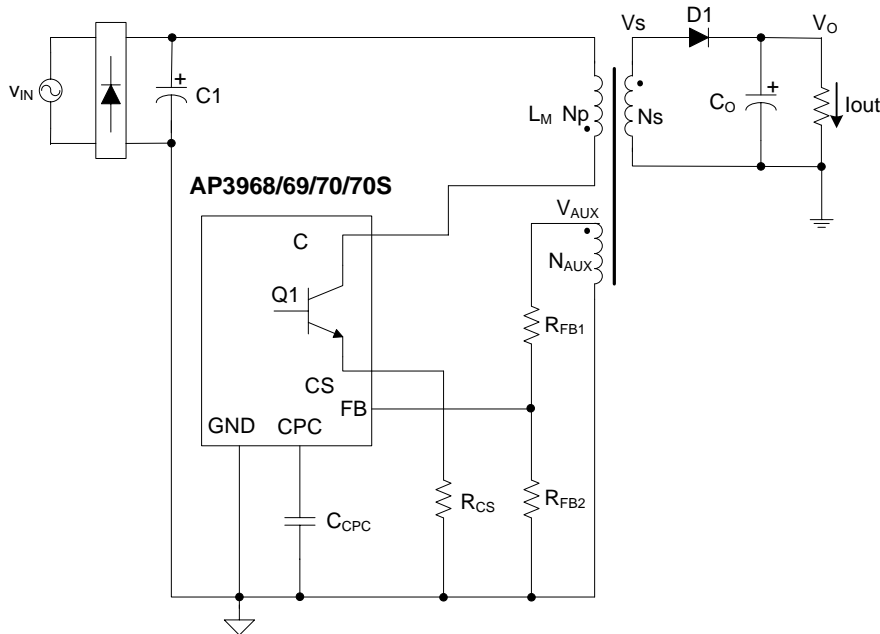 Vs
D1
VO
vIN
C1
LM Np
Ns
CO
Iout
AP3968/69/70/70S
VAUX
C
NAUX
Q1
RFB1
CS
FB
GND
CPC
RCS
RFB2
CCPC